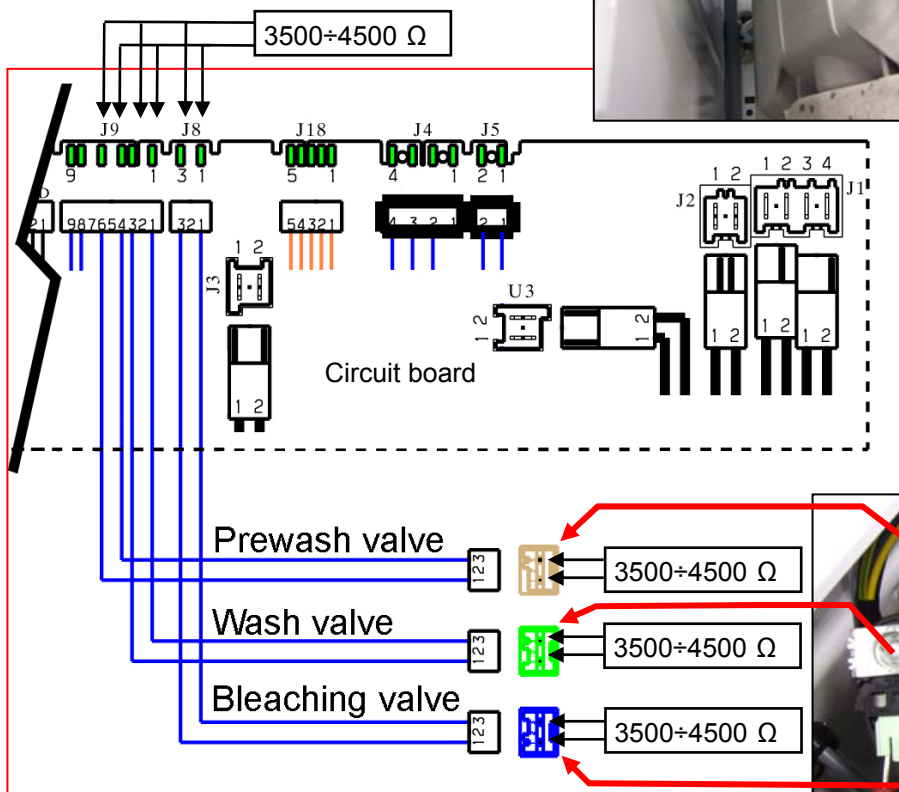 3500÷4500 Ω
J9
J8
J18
J4
J5
9
1
3
1
5
1
4
1
2
1
1 2
J2
1 2 3 4
J1
21
987654321
321
54321
4 3 2 1
2 1
J3
1 2
1 2
U3
1 2
1 2
1 2
1 2
1 2
Circuit board
Prewash valve
123
3500÷4500 Ω
Wash valve
123
3500÷4500 Ω
Bleaching valve
123
3500÷4500 Ω